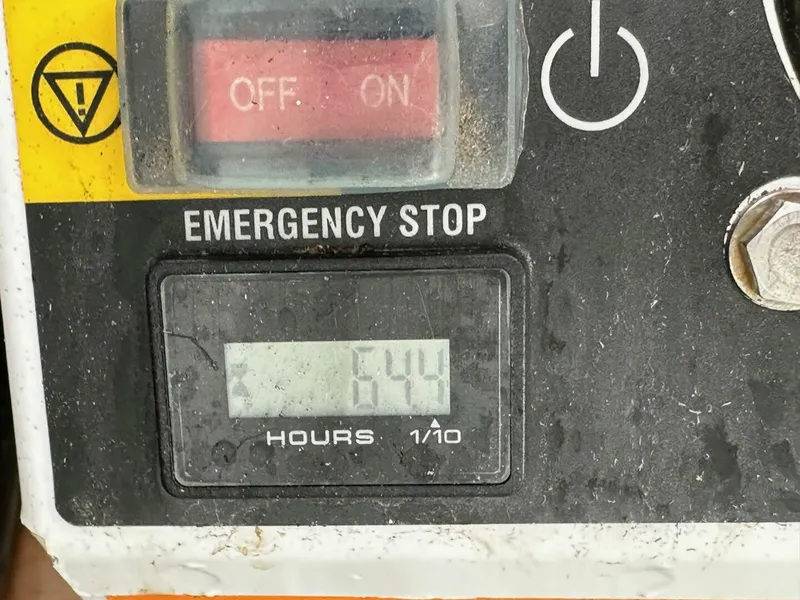 OFF ON
EMERGENCY STOP
644
HOURS 1/10